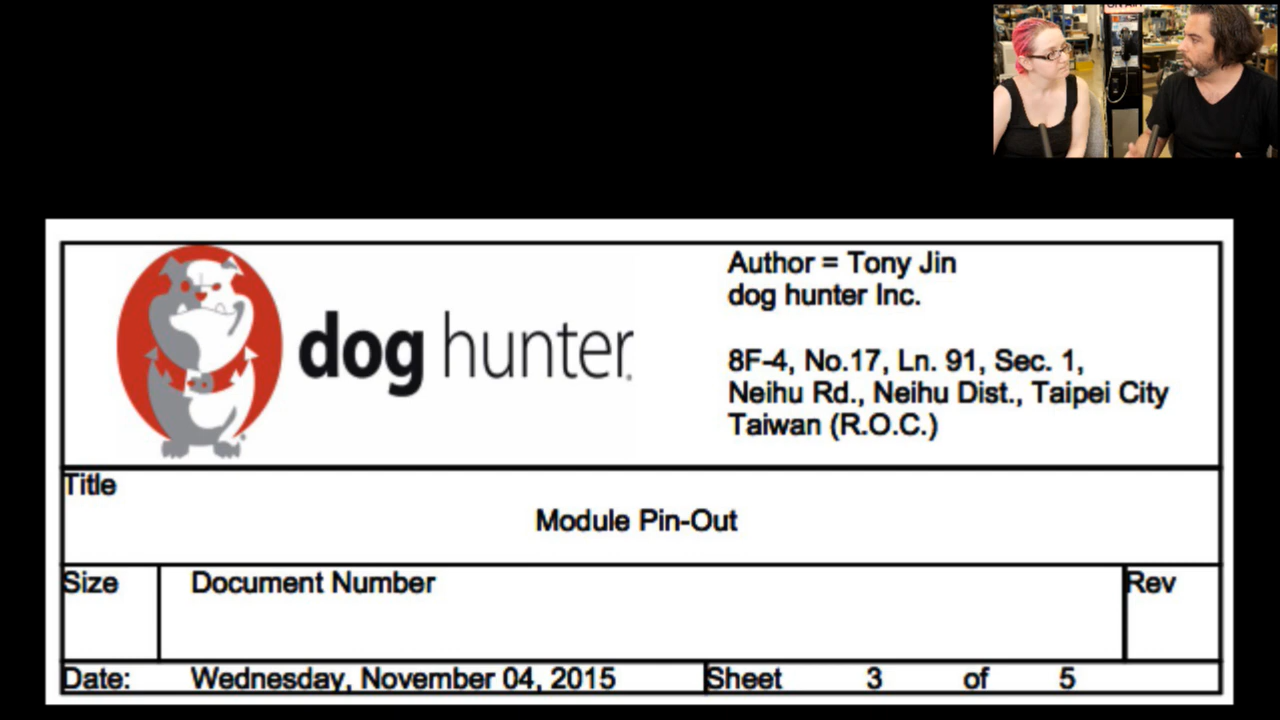 ON AIR
dog hunter
Author = Tony Jin
dog hunter Inc.
8F-4, No.17, Ln. 91, Sec. 1,
Neihu Rd., Neihu Dist., Taipei City
Taiwan (R.O.C.)
Title
Module Pin-Out
Size
Document Number
Rev
Date: Wednesday, November 04, 2015
Sheet 3 of 5